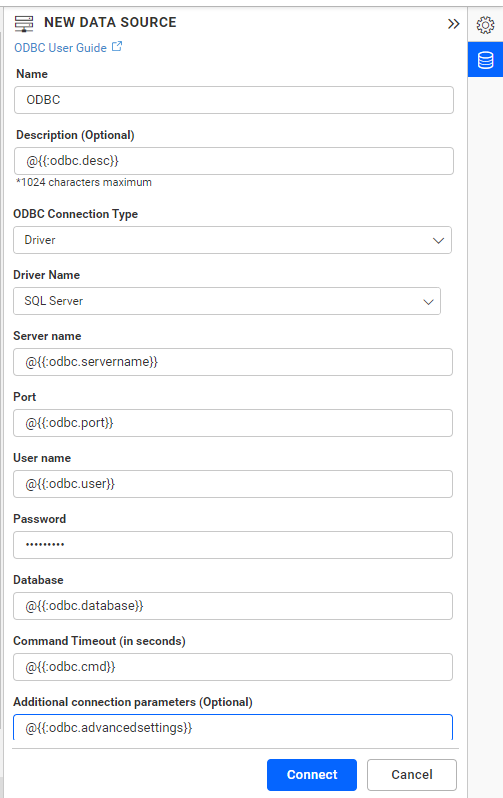 NEW DATA SOURCE
ODBC User Guide
Name
ODBC
Description (Optional)
@{{:odbc.desc}}
*1024 characters maximum
ODBC Connection Type
Driver
Driver Name
SQL Server
Server name
@{{:odbc.servername}}
Port
@{{:odbc.port}}
User name
@{{:odbc.user}}
Password
•••••••••
Database
@{{:odbc.database}}
Command Timeout (in seconds)
@{{:odbc.cmd}}
Additional connection parameters (Optional)
@{{:odbc.advancedsettings}}
Connect Cancel